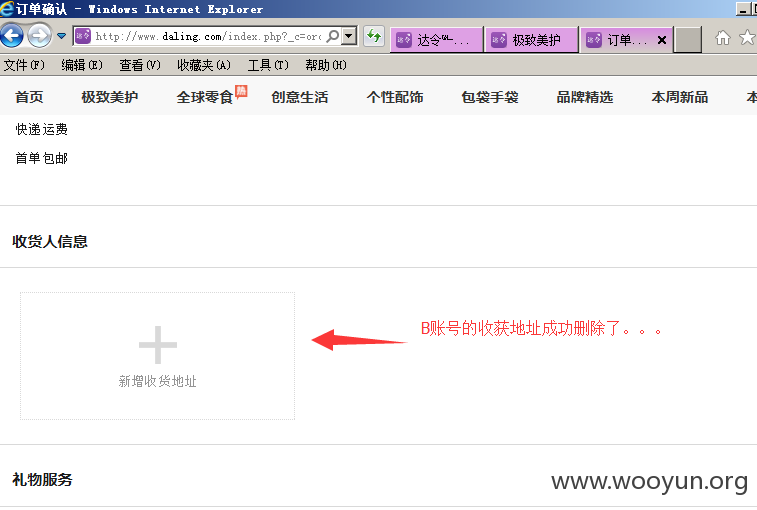 订单确认 - Windows Internet Explorer
http://www.daling.com/index.php?_c=orc
达令 - ...
极致美护
订单...
文件(F) 编辑(E) 查看(V) 收藏夹(A) 工具(T) 帮助(H)
首页 极致美护 全球零食 热 创意生活 个性配饰 包袋手袋 品牌精选 本周新品 本
快递运费
首单包邮
收货人信息
B账号的收获地址成功删除了。。。
新增收货地址
礼物服务
www.wooyun.org